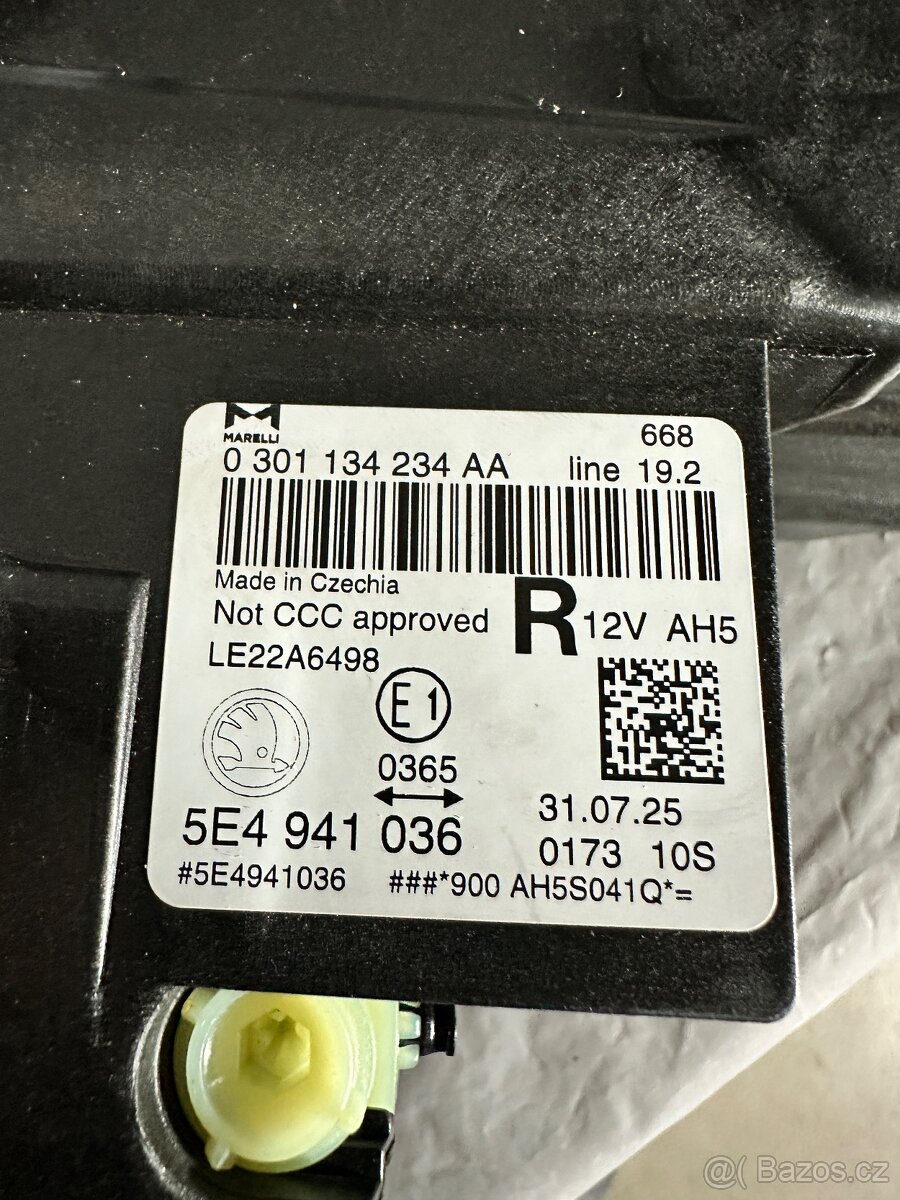 MARELLI
668
0 301 134 234 AA line 19.2
Made in Czechia
Not CCC approved R 12V AH5
LE22A6498
E1
0365
31.07.25
5E4 941 036
0173 10S
#5E4941036 ###*900 AH5S041Q*=
@( Bazos.cz